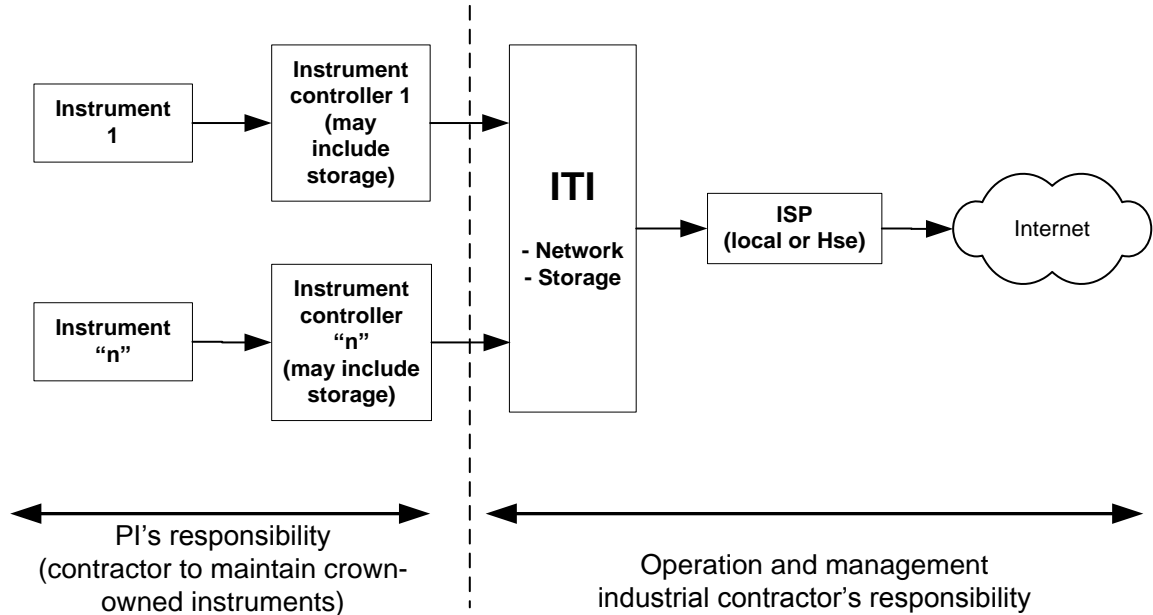 Instrument
1
Instrument
controller 1
(may
include
storage)
ITI
- Network
- Storage
ISP
(local or Hse)
Internet
Instrument
“n”
Instrument
controller
“n”
(may include
storage)
PI’s responsibility
(contractor to maintain crown-
owned instruments)
Operation and management
industrial contractor’s responsibility